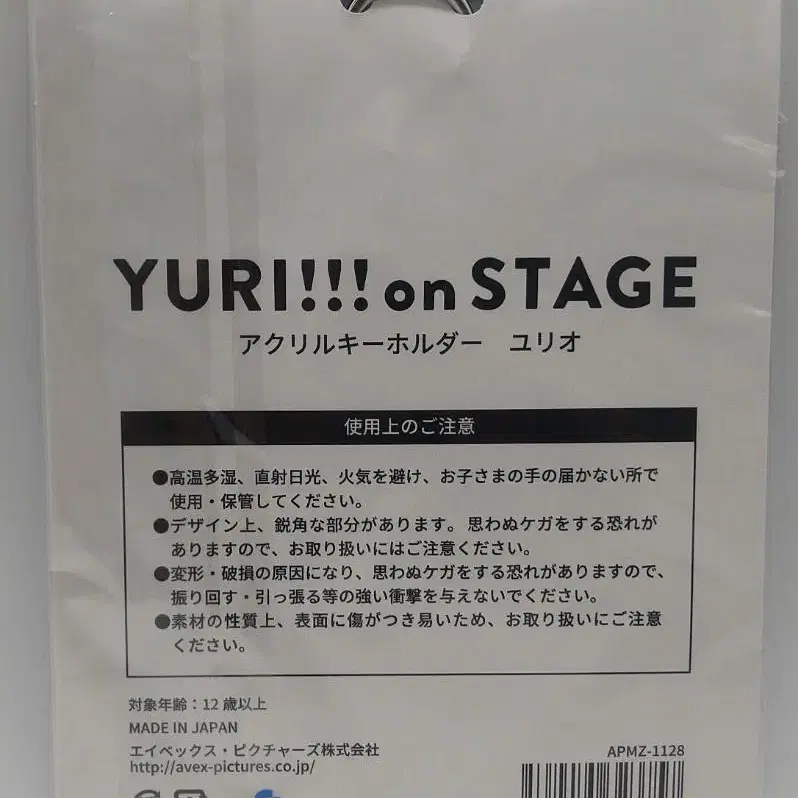 YURI!!! on STAGE
アクリルキーホルダー　ユリオ
使用上のご注意
●高温多湿、直射日光、火気を避け、お子さまの手の届かない所で
使用・保管してください。
●デザイン上、鋭角な部分があります。思わぬケガをする恐れが
ありますので、お取り扱いにはご注意ください。
●変形・破損の原因になり、思わぬケガをする恐れがありますので、
振り回す・引っ張る等の強い衝撃を与えないでください。
●素材の性質上、表面に傷がつき易いため、お取り扱いにご注意
ください。
対象年齢：12歳以上
MADE IN JAPAN
エイベックス・ピクチャーズ株式会社
http://avex-pictures.co.jp/
APMZ-1128